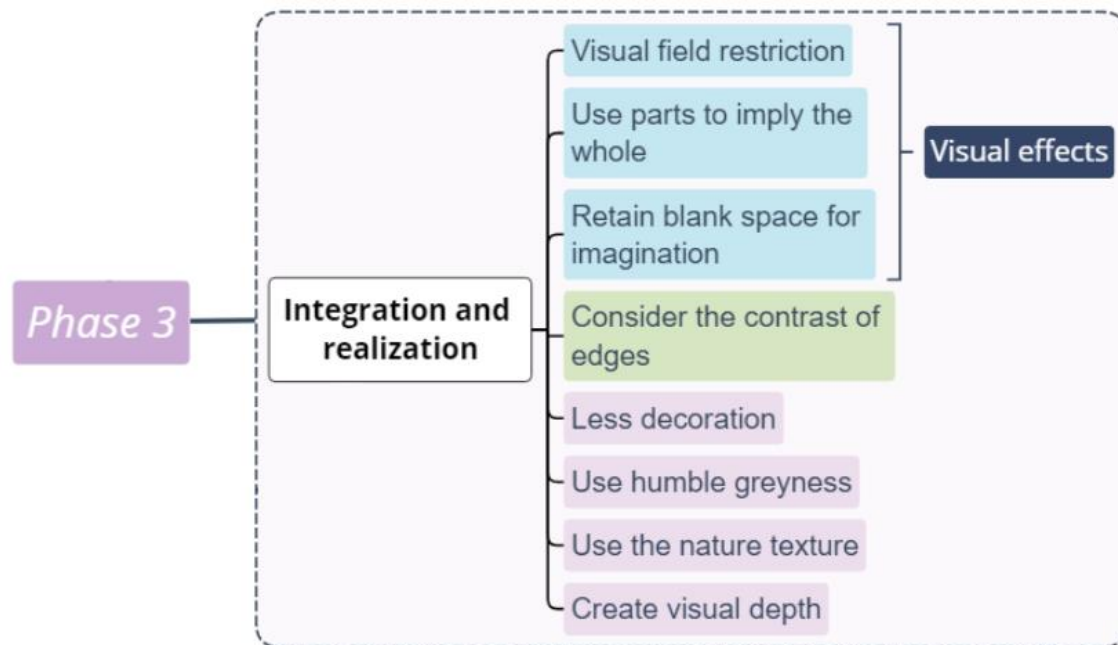 Phase 3
Integration and
realization
Visual field restriction
Use parts to imply the
whole
Retain blank space for
imagination
Consider the contrast of
edges
Less decoration
Use humble greyness
Use the nature texture
Create visual depth
Visual effects